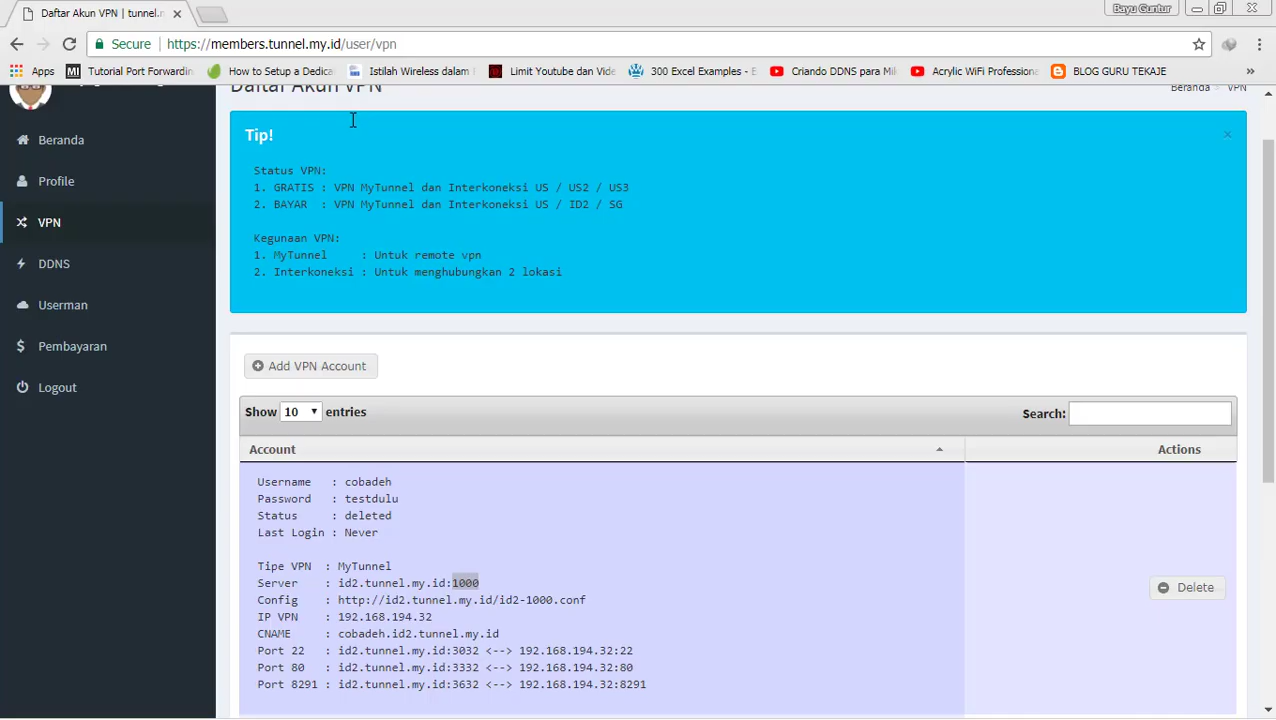 Daftar Akun VPN | tunnel.m
Bayu Guntur
Secure https://members.tunnel.my.id/user/vpn
Apps MI Tutorial Port Forwardin How to Setup a Dedica Istilah Wireless dalam Limit Youtube dan Vide 300 Excel Examples - E Criando DDNS para Mik Acrylic WiFi Professiona BLOG GURU TEKAJE »
Daftar Akun VPN
Beranda VPN
Beranda
Profile
VPN
DDNS
Userman
Pembayaran
Logout
Tip! ×
Status VPN:
1. GRATIS : VPN MyTunnel dan Interkoneksi US / US2 / US3
2. BAYAR : VPN MyTunnel dan Interkoneksi US / ID2 / SG
Kegunaan VPN:
1. MyTunnel : Untuk remote vpn
2. Interkoneksi : Untuk menghubungkan 2 lokasi
Add VPN Account
Show 10 entries
Search:
Account Actions
Username : cobadeh
Password : testdulu
Status : deleted
Last Login : Never
Tipe VPN : MyTunnel
Server : id2.tunnel.my.id:1000
Config : http://id2.tunnel.my.id/id2-1000.conf
IP VPN : 192.168.194.32
CNAME : cobadeh.id2.tunnel.my.id
Port 22 : id2.tunnel.my.id:3032 <--> 192.168.194.32:22
Port 80 : id2.tunnel.my.id:3332 <--> 192.168.194.32:80
Port 8291 : id2.tunnel.my.id:3632 <--> 192.168.194.32:8291
Delete